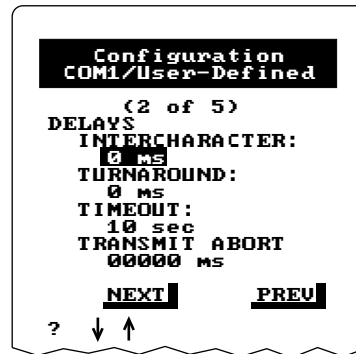 Configuration
COM1/User-Defined
(2 of 5)
DELAYS
INTERCHARACTER:
0 ms
TURNAROUND:
0 ms
TIMEOUT:
10 sec
TRANSMIT ABORT
00000 ms
NEXT PREV
? ↓ ↑